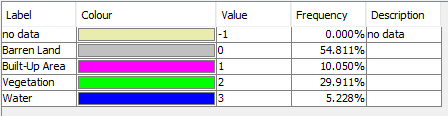 Label Colour Value Frequency Description
no data -1 0.000% no data
Barren Land 0 54.811%
Built-Up Area 1 10.050%
Vegetation 2 29.911%
Water 3 5.228%